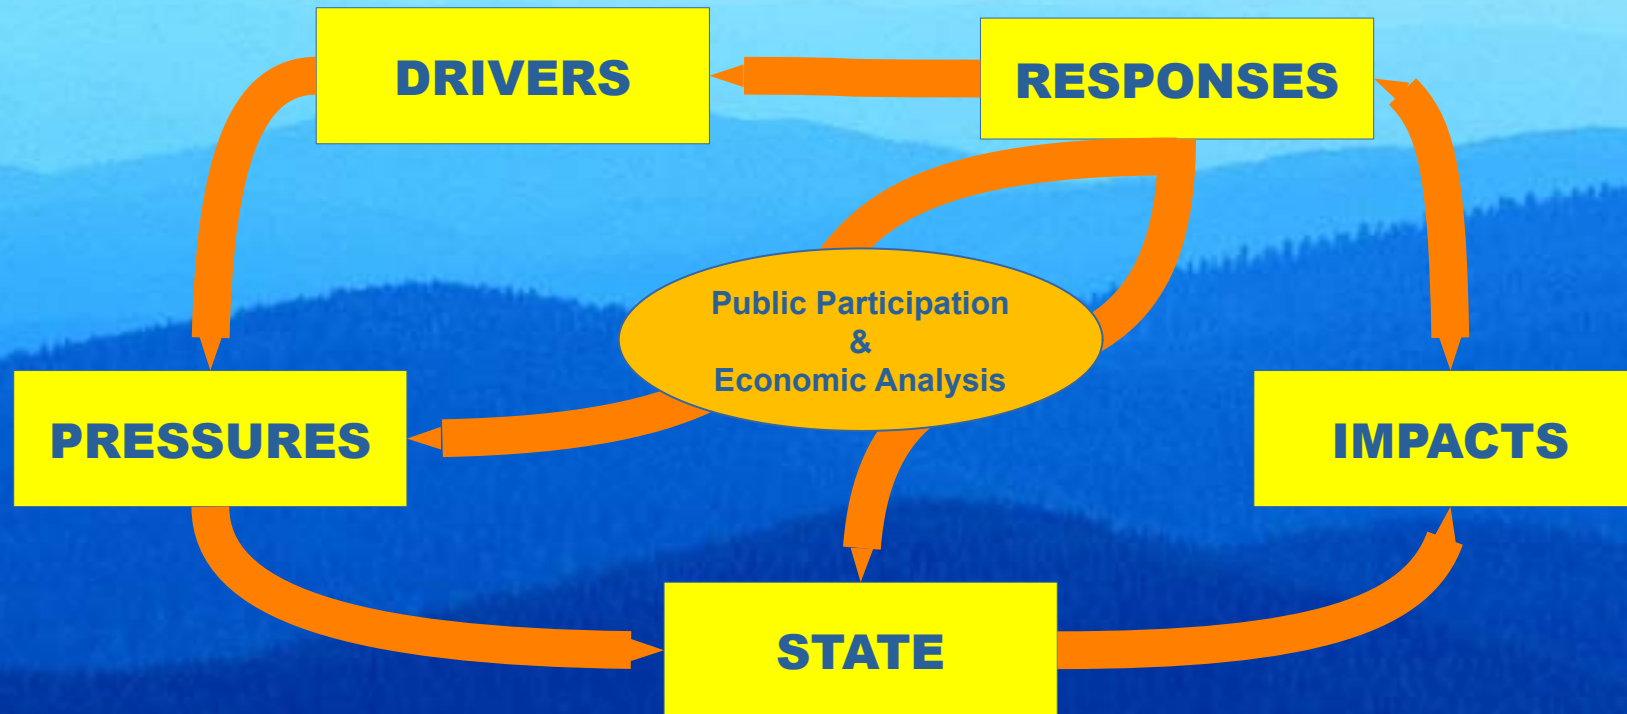 DRIVERS
RESPONSES
Public Participation
&
Economic Analysis
PRESSURES
IMPACTS
STATE